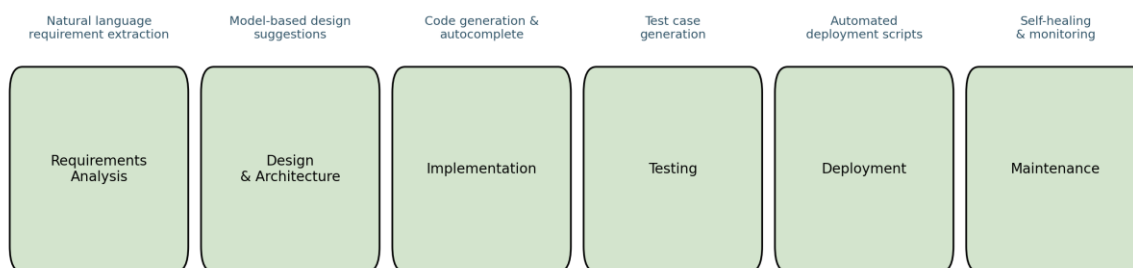 Natural language
requirement extraction
Model-based design
suggestions
Code generation &
autocomplete
Test case
generation
Automated
deployment scripts
Self-healing
& monitoring
Requirements
Analysis
Design
& Architecture
Implementation
Testing
Deployment
Maintenance